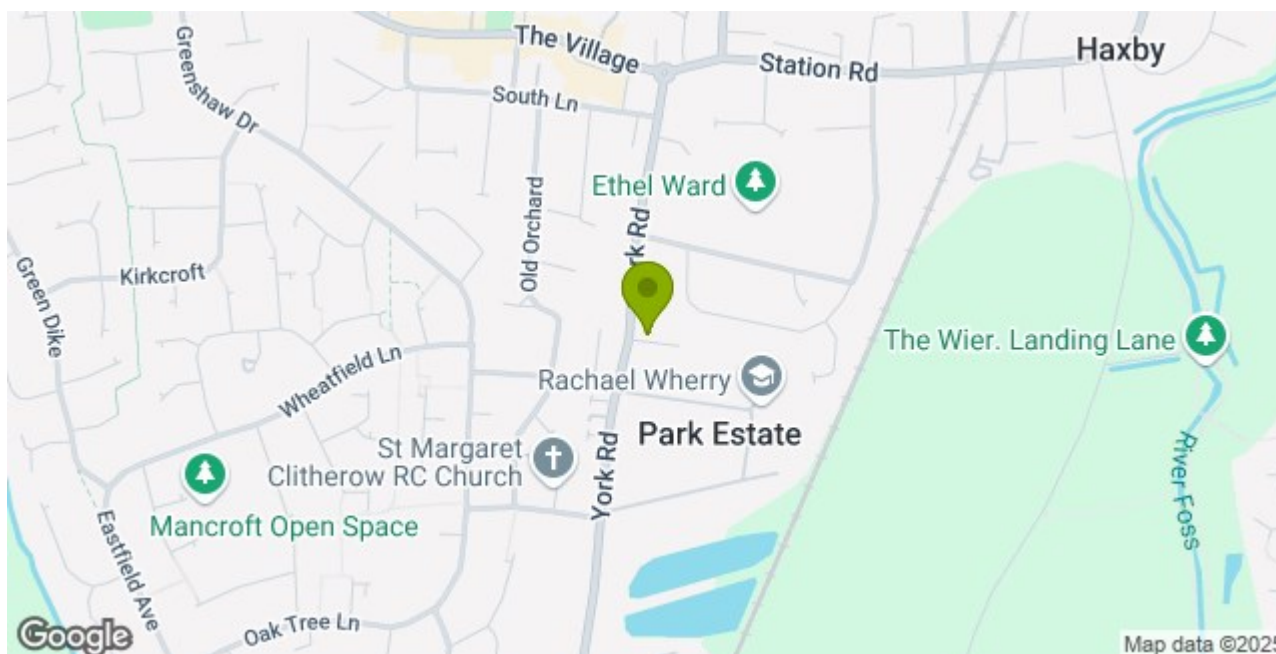 The Village
Station Rd
Haxby
Greenshaw Dr
South Ln
Ethel Ward
Old Orchard
rk Rd
Kirkcroft
Green Dike
The Wier. Landing Lane
Wheatfield Ln
Rachael Wherry
Park Estate
St Margaret
Clitherow RC Church
York Rd
River Foss
Mancroft Open Space
Eastfield Ave
Oak Tree Ln
Google
Map data ©2025